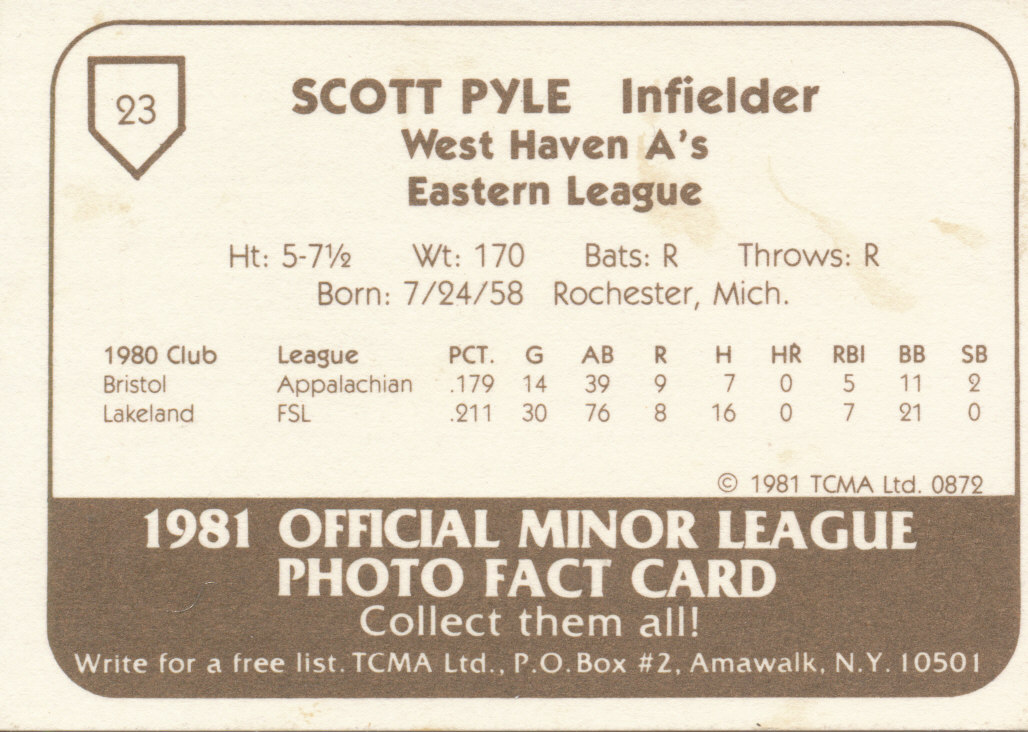 23
SCOTT PYLE Infielder
West Haven A's
Eastern League
Ht: 5-7½ Wt: 170 Bats: R Throws: R
Born: 7/24/58 Rochester, Mich.
1980 Club League PCT. G AB R H HR RBI BB SB
Bristol Appalachian .179 14 39 9 7 0 5 11 2
Lakeland FSL .211 30 76 8 16 0 7 21 0
© 1981 TCMA Ltd. 0872
1981 OFFICIAL MINOR LEAGUE
PHOTO FACT CARD
Collect them all!
Write for a free list. TCMA Ltd., P.O. Box #2, Amawalk, N.Y. 10501